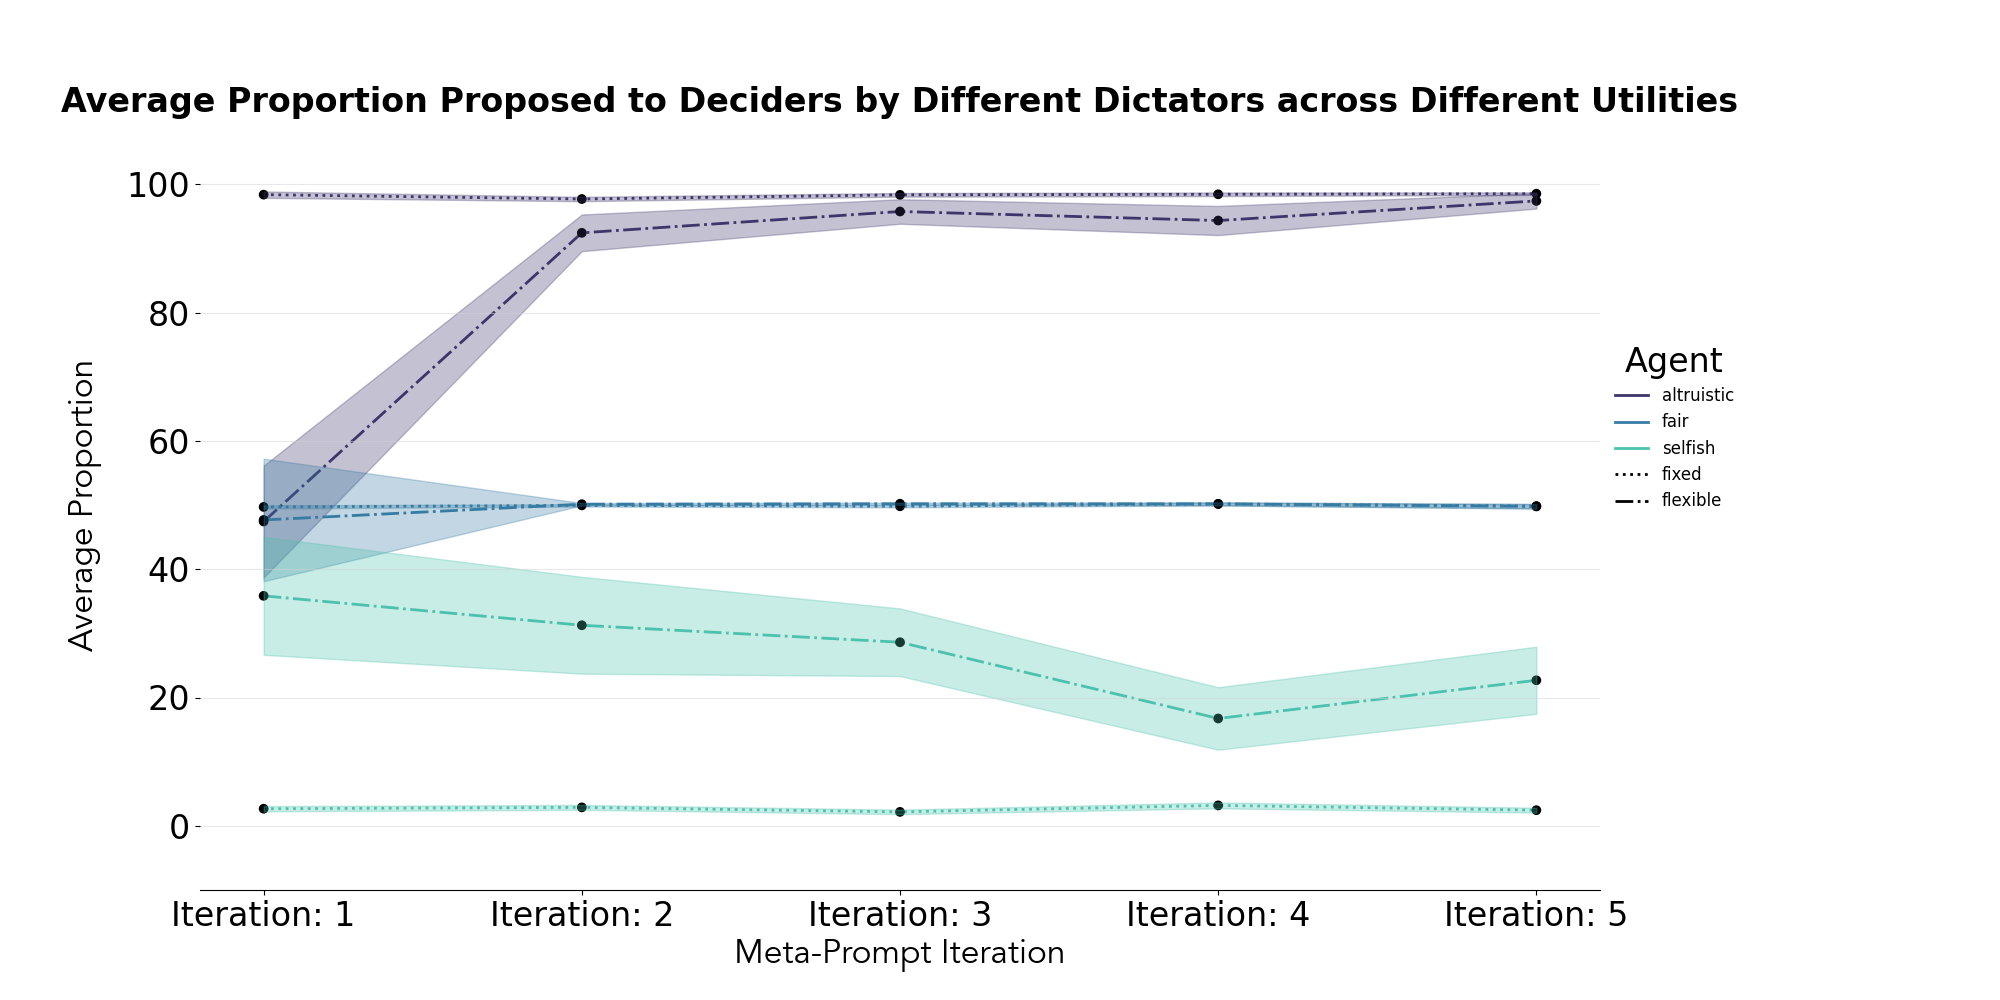 Average Proportion Proposed to Deciders by Different Dictators across Different Utilities
100
80
60
40
20
0
Average Proportion
Iteration: 1
Iteration: 2
Iteration: 3
Iteration: 4
Iteration: 5
Meta-Prompt Iteration
Agent
altruistic
fair
selfish
fixed
flexible